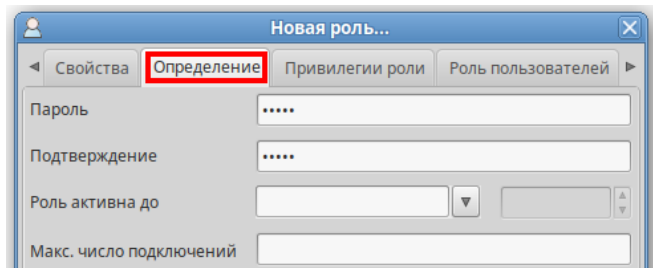 Новая роль...
Свойства Определение Привилегии роли Роль пользователей
Пароль •••••
Подтверждение •••••
Роль активна до
Макс. число подключений